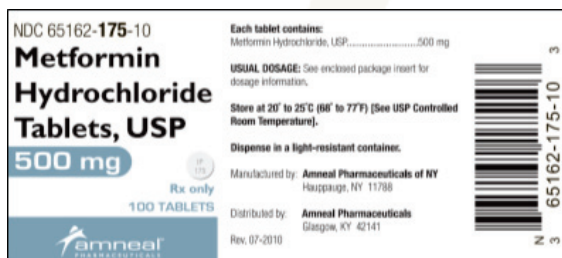 NDC 65162-175-10
Metformin
Hydrochloride
Tablets, USP
500 mg
IP
175
Rx only
100 TABLETS
amneal
PHARMACEUTICALS
Each tablet contains:
Metformin Hydrochloride, USP..........................500 mg
USUAL DOSAGE: See enclosed package insert for
dosage information.
Store at 20° to 25°C (68° to 77°F) [See USP Controlled
Room Temperature].
Dispense in a light-resistant container.
Manufactured by: Amneal Pharmaceuticals of NY
Hauppauge, NY 11788
Distributed by: Amneal Pharmaceuticals
Glasgow, KY 42141
Rev. 07-2010
N 3 65162-175-10 3